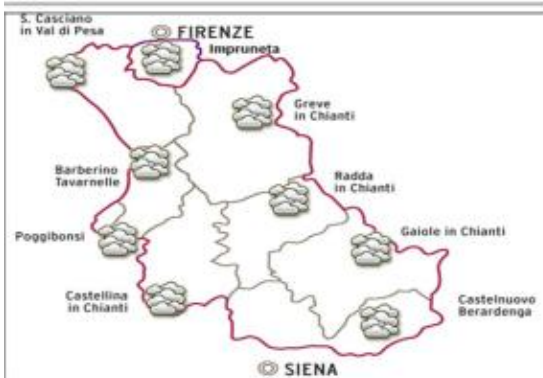 S. Casciano
in Val di Pesa
FIRENZE
Impruneta
Greve
in Chianti
Barberino
Tavarnelle
Radda
in Chianti
Poggibonsi
Gaiole in Chianti
Castellina
in Chianti
Castelnuovo
Berardenga
SIENA